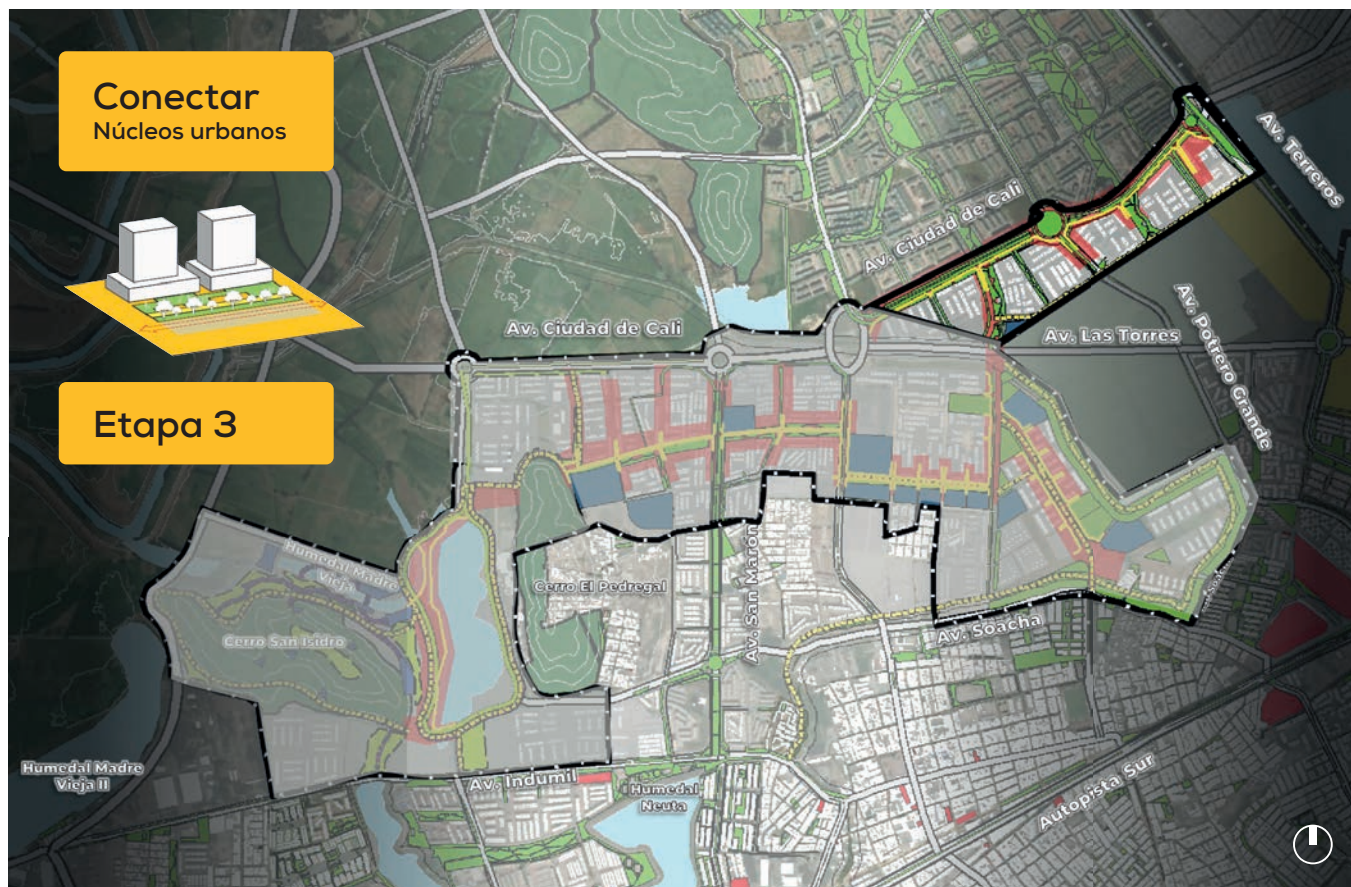 Conectar
Núcleos urbanos
Etapa 3
Av. Terreros
Av. Ciudad de Cali
Av. Potrero Grande
Av. Ciudad de Cali
Av. Las Torres
Humedal Madre
Vieja
Cerro El Pedregal
Av. San Marón
Cerro San Isidro
Av. Soacha
Humedal Madre
Vieja II
Av. Indumil
Humedal
Neuta
Autopista Sur